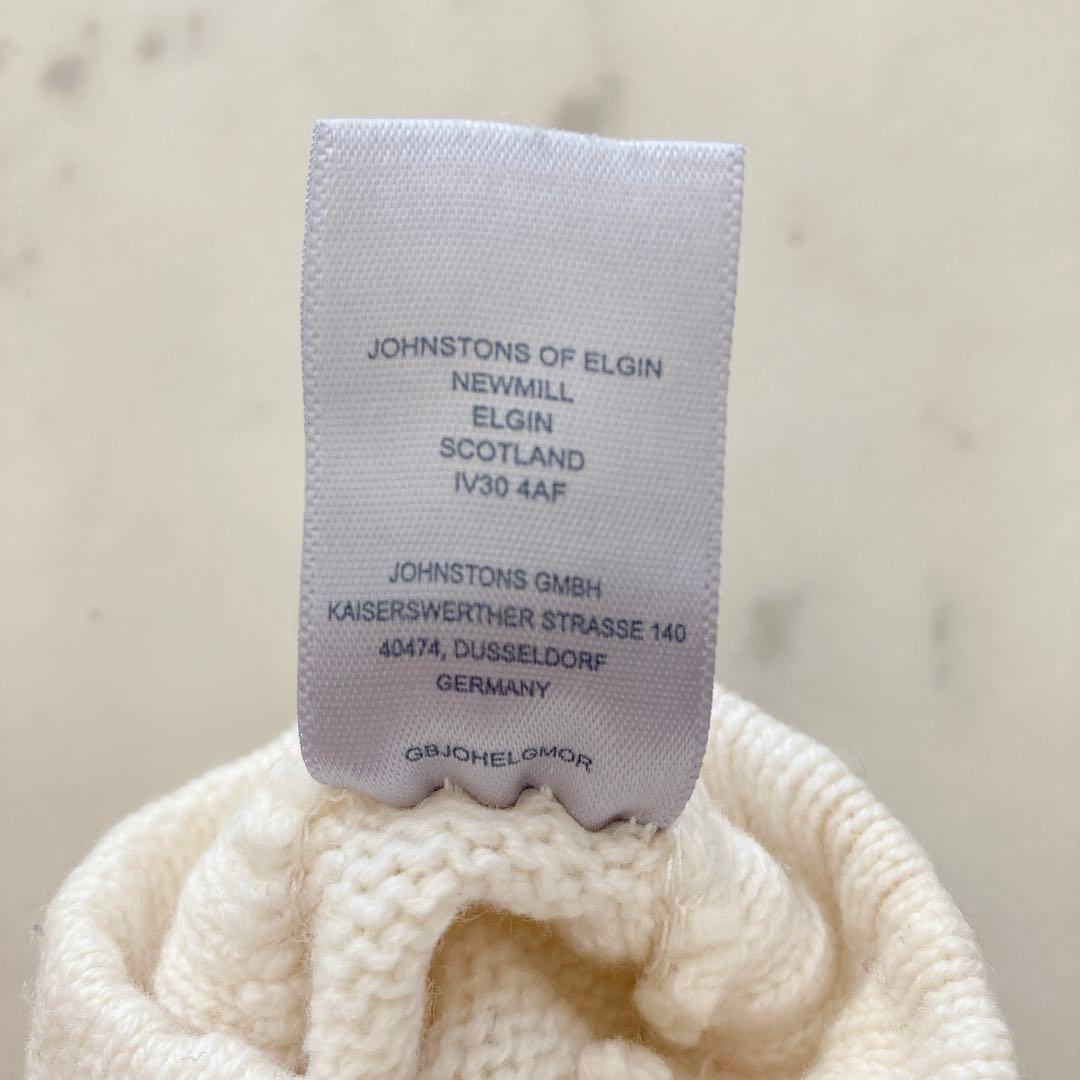 JOHNSTONS OF ELGIN
NEWMILL
ELGIN
SCOTLAND
IV30 4AF
JOHNSTONS GMBH
KAISERSWERTHER STRASSE 140
40474, DUSSELDORF
GERMANY
GBJOHELGMOR